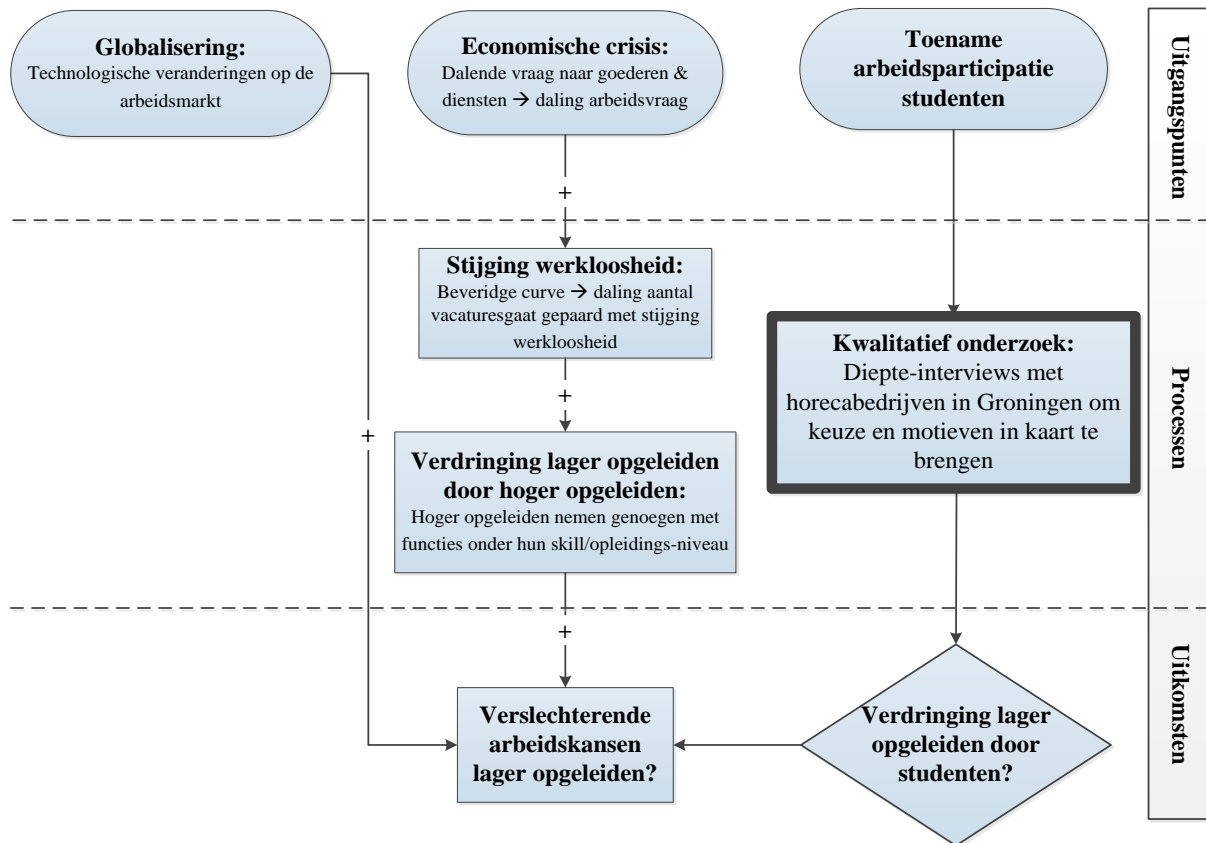 Globalisering:
Technologische veranderingen op de
arbeidsmarkt
Economische crisis:
Dalende vraag naar goederen &
diensten → daling arbeidsvraag
Toename
arbeidsparticipatie
studenten
Uitgangspunten
+
Stijging werkloosheid:
Beveridge curve → daling aantal
vacaturesgaat gepaard met stijging
werkloosheid
Kwalitatief onderzoek:
Diepte-interviews met
horecabedrijven in Groningen om
keuze en motieven in kaart te
brengen
Processen
+
+
Verdringing lager opgeleiden
door hoger opgeleiden:
Hoger opgeleiden nemen genoegen met
functies onder hun skill/opleidings-niveau
+
Verslechterende
arbeidskansen
lager opgeleiden?
Verdringing lager
opgeleiden door
studenten?
Uitkomsten